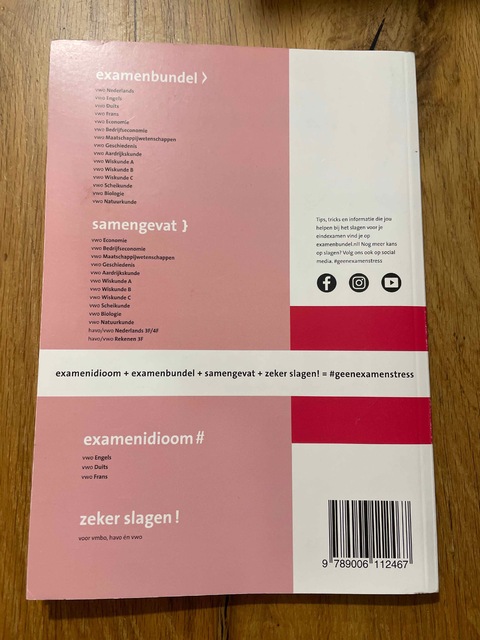 examenbundel >
vwo Nederlands
vwo Engels
vwo Duits
vwo Frans
vwo Economie
vwo Bedrijfseconomie
vwo Maatschappijwetenschappen
vwo Geschiedenis
vwo Aardrijkskunde
vwo Wiskunde A
vwo Wiskunde B
vwo Wiskunde C
vwo Scheikunde
vwo Biologie
vwo Natuurkunde
samengevat }
vwo Economie
vwo Bedrijfseconomie
vwo Maatschappijwetenschappen
vwo Geschiedenis
vwo Aardrijkskunde
vwo Wiskunde A
vwo Wiskunde B
vwo Wiskunde C
vwo Scheikunde
vwo Biologie
vwo Natuurkunde
havo/vwo Nederlands 3F/4F
havo/vwo Rekenen 3F
Tips, tricks en informatie die jou
helpen bij het slagen voor je
eindexamen vind je op
examenbundel.nl! Nog meer kans
op slagen? Volg ons ook op social
media. #geenexamenstress
examenidioom + examenbundel + samengevat + zeker slagen! = #geenexamenstress
examenidioom #
vwo Engels
vwo Duits
vwo Frans
zeker slagen !
voor vmbo, havo én vwo
9 789006 112467